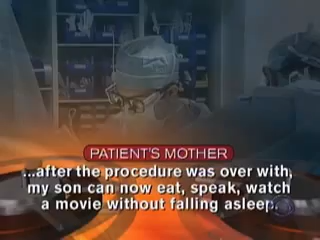 PATIENT'S MOTHER
...after the procedure was over with,
my son can now eat, speak, watch
a movie without falling asleep.